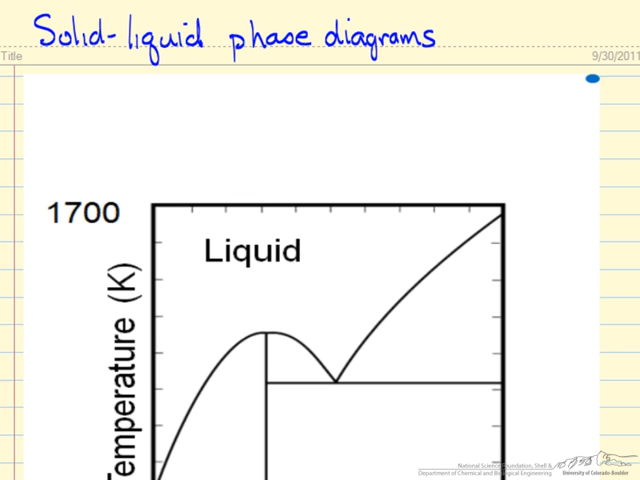 Solid-liquid phase diagrams
Title
9/30/2011
1700
Liquid
Temperature (K)
National Science Foundation, Shell &
Department of Chemical and Biological Engineering
University of Colorado-Boulder